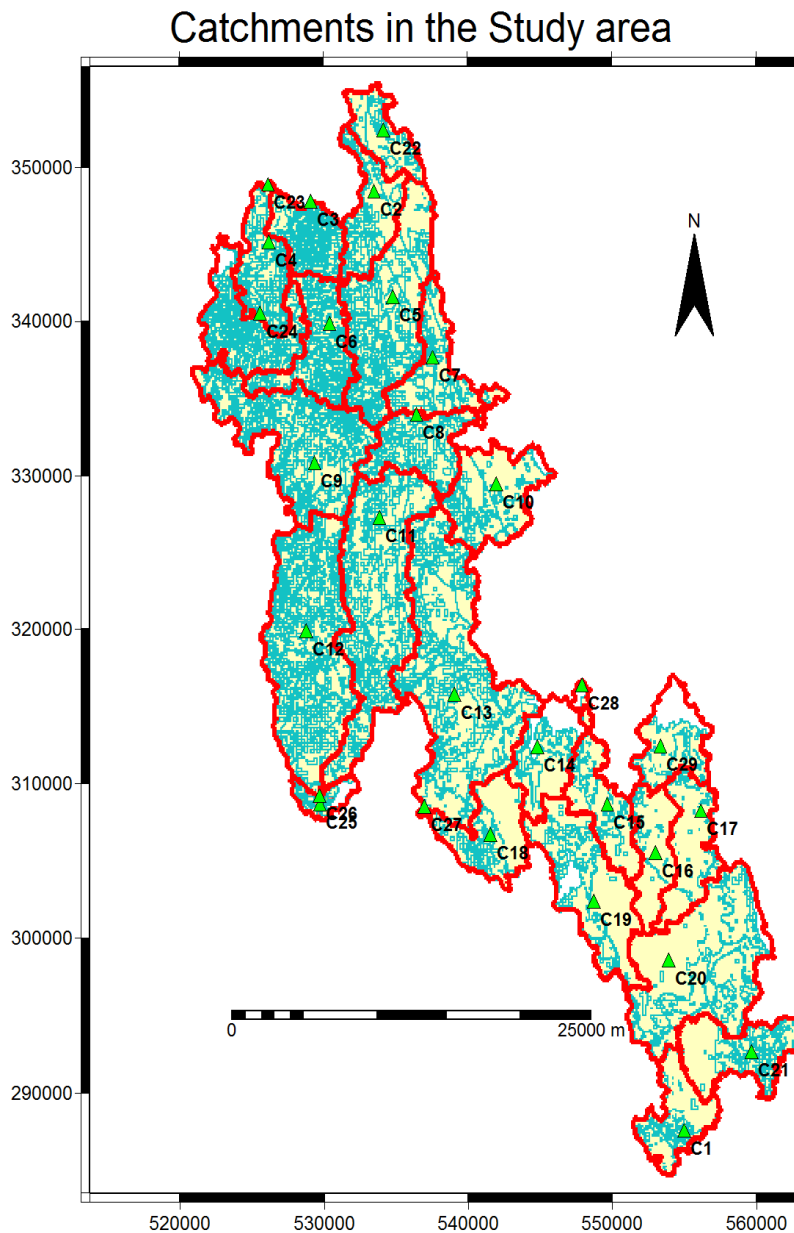 Catchments in the Study area
350000
340000
330000
320000
310000
300000
290000
520000
530000
540000
550000
560000
N
C22
C23
C3
C2
C4
C24
C6
C5
C7
C8
C9
C10
C11
C12
C13
C28
C14
C29
C26
C25
C27
C18
C15
C17
C16
C19
C20
C21
C1
0
25000 m